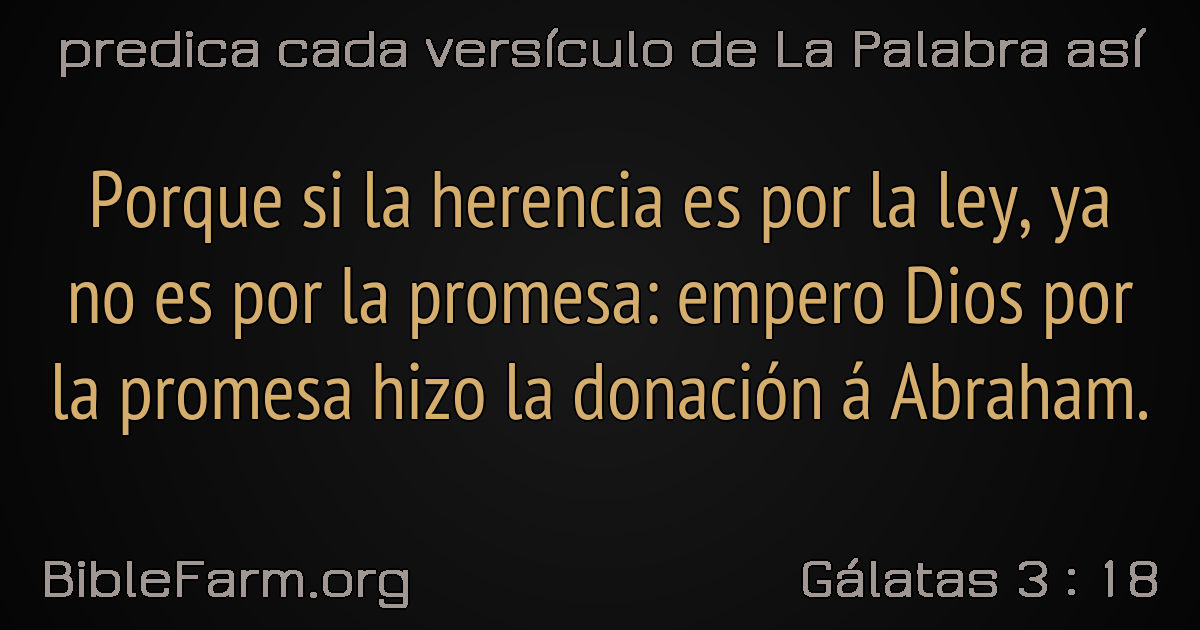 predica cada versículo de La Palabra así
Porque si la herencia es por la ley, ya
no es por la promesa: empero Dios por
la promesa hizo la donación á Abraham.
BibleFarm.org
Gálatas 3 : 18